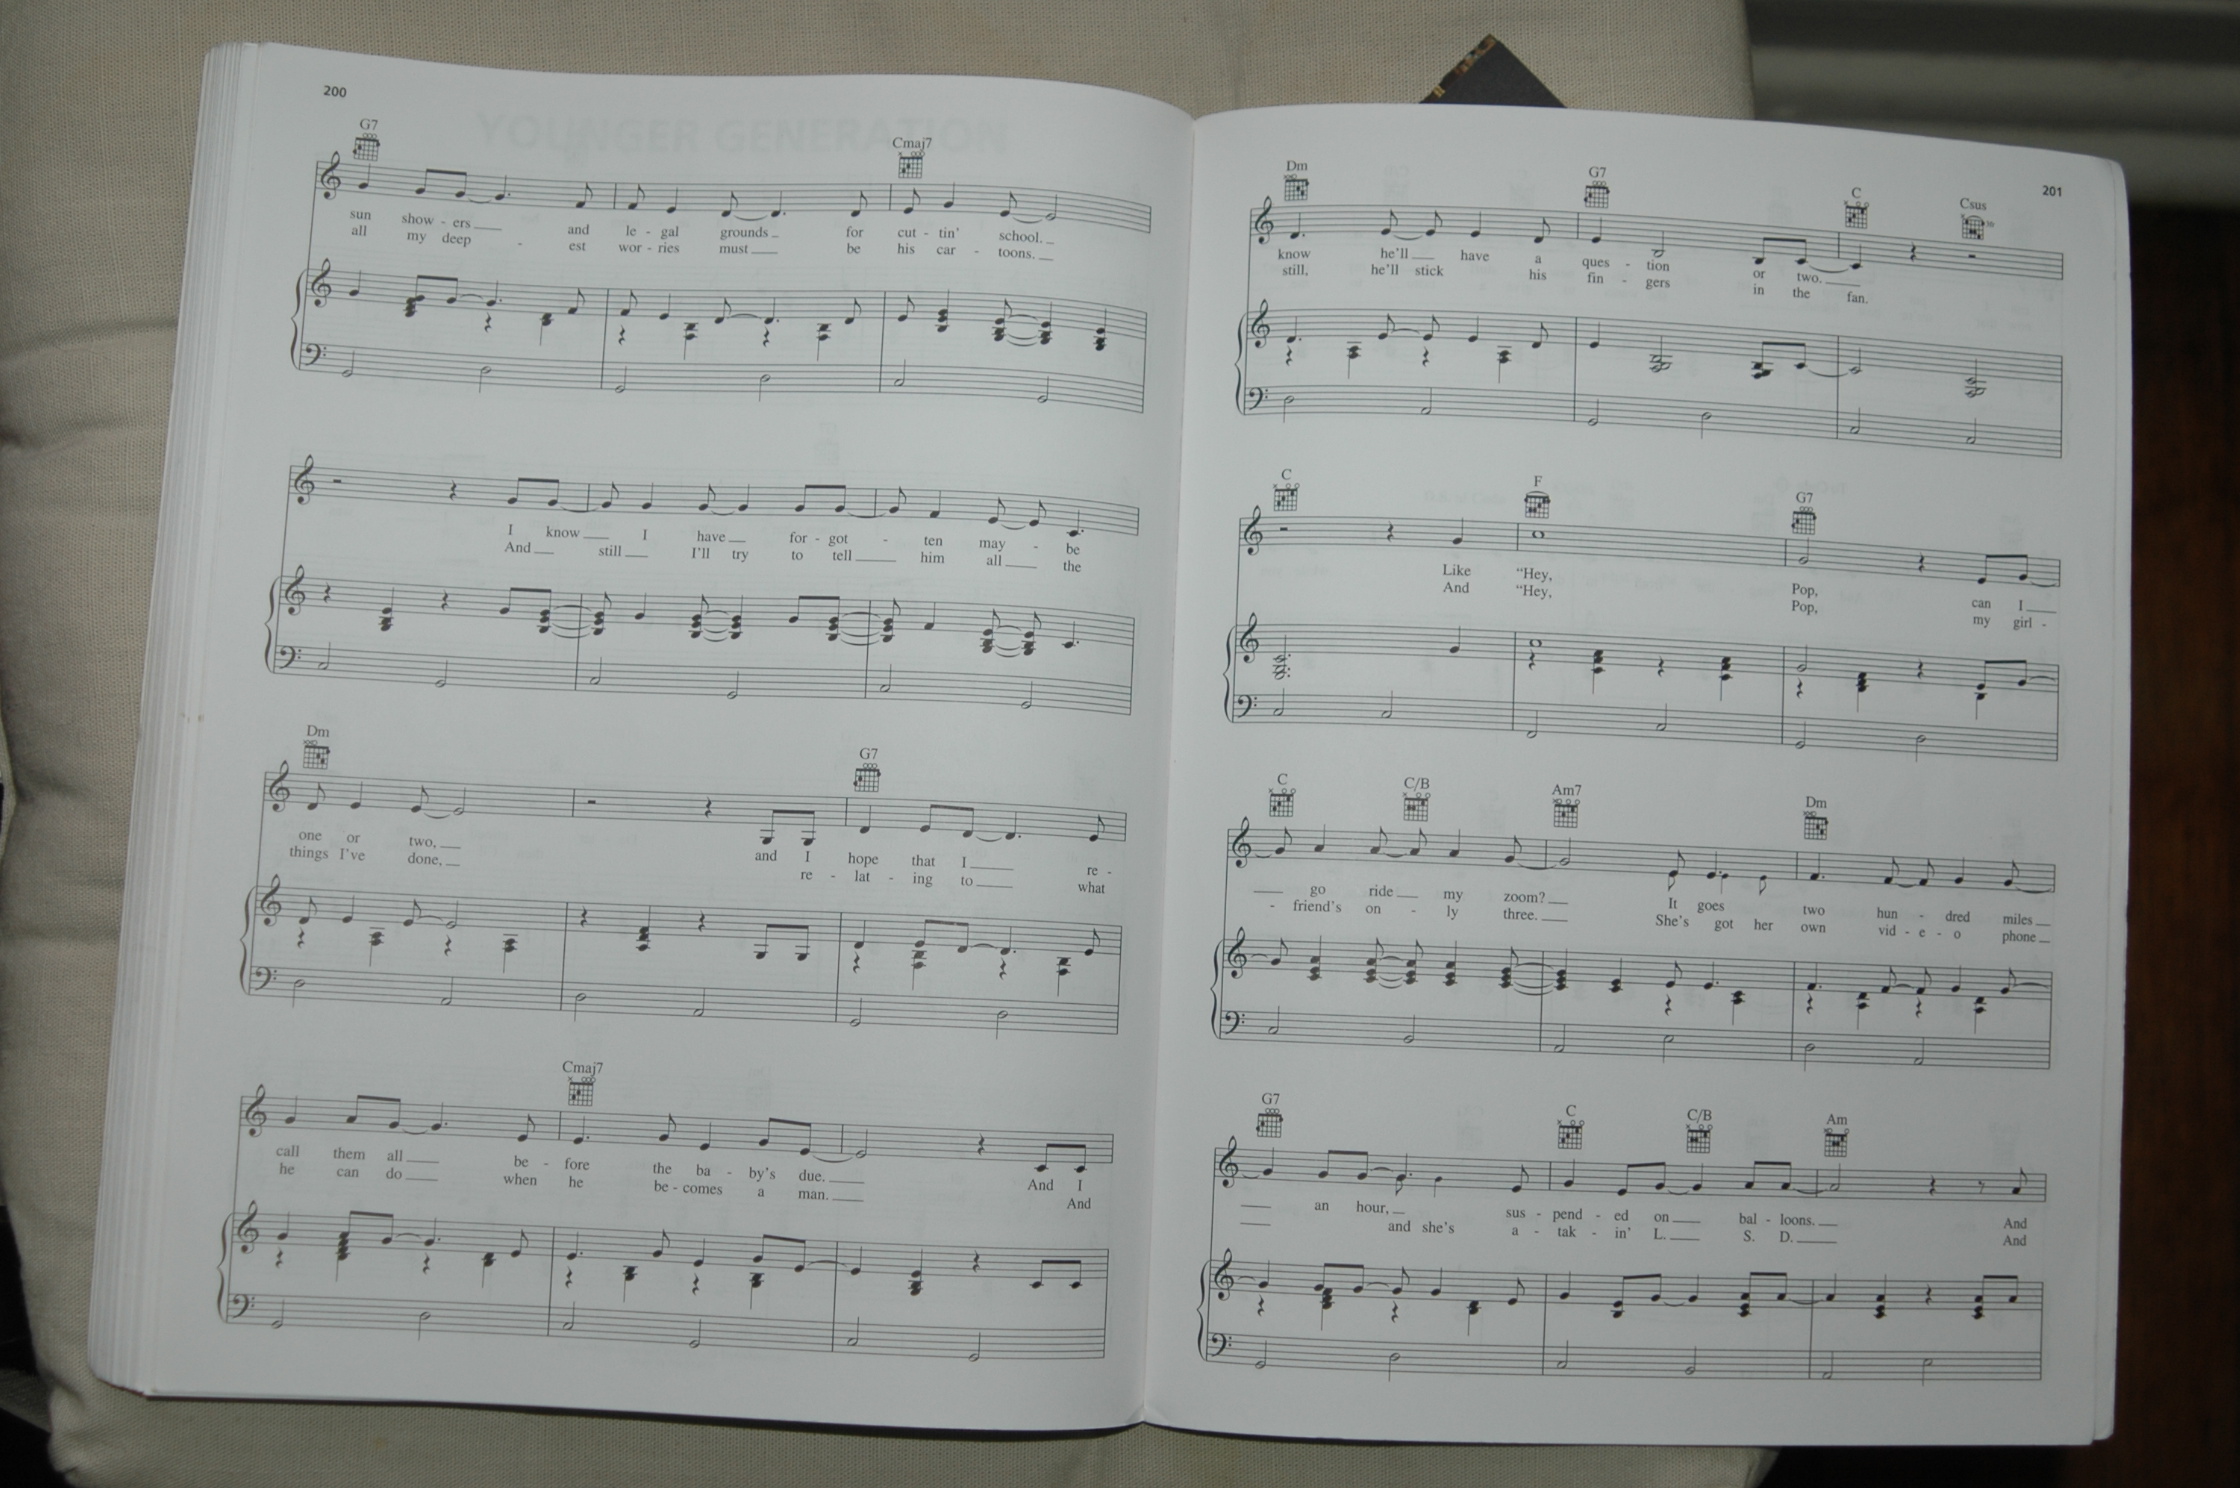 200
YOUNGER GENERATION
G7 Cmaj7
sun show - ers and le - gal grounds for cut - tin' school.
all my deep - est wor - ries must be his car - toons.
I know I have for - got - ten may - be
And still I'll try to tell him all the
Dm G7
one or two, and I hope that I re -
things I've done, re - lat - ing to what
Cmaj7
call them all be - fore the ba - by's due. And I
he can do when he be - comes a man. And
201
Dm G7 C Csus
know he'll have a ques - tion or two.
still, he'll stick his fin - gers in the fan.
C F G7
Like "Hey, Pop, can I
And "Hey, Pop, my girl -
C C/B Am7 Dm
go ride my zoom? It goes two hun - dred miles
- friend's on - ly three. She's got her own vid - e - o phone
G7 C C/B Am
an hour, sus - pend - ed on bal - loons. And
and she's a - tak - in' L. S. D. And